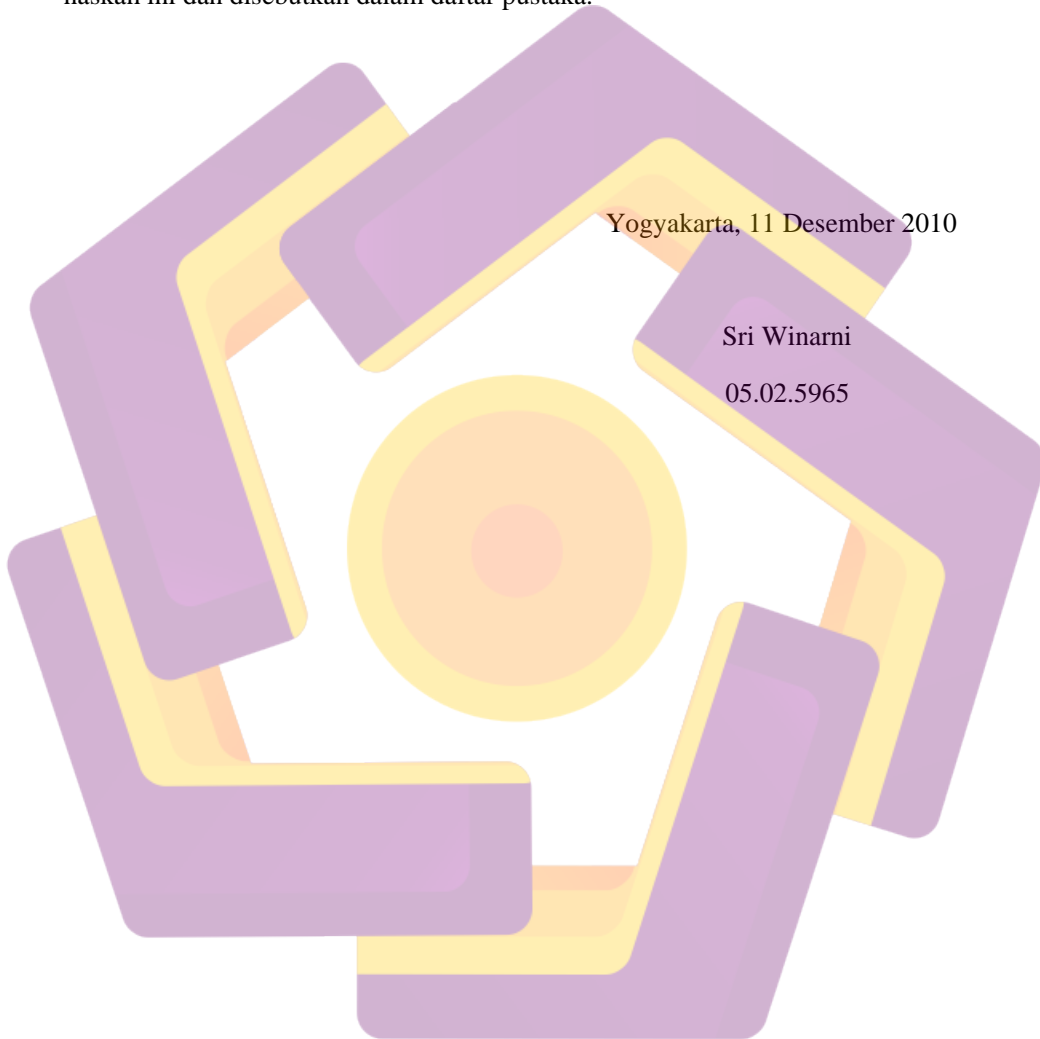 naskah ini dan disebutkan dalam daftar pustaka.
Yogyakarta, 11 Desember 2010
Sri Winarni
05.02.5965